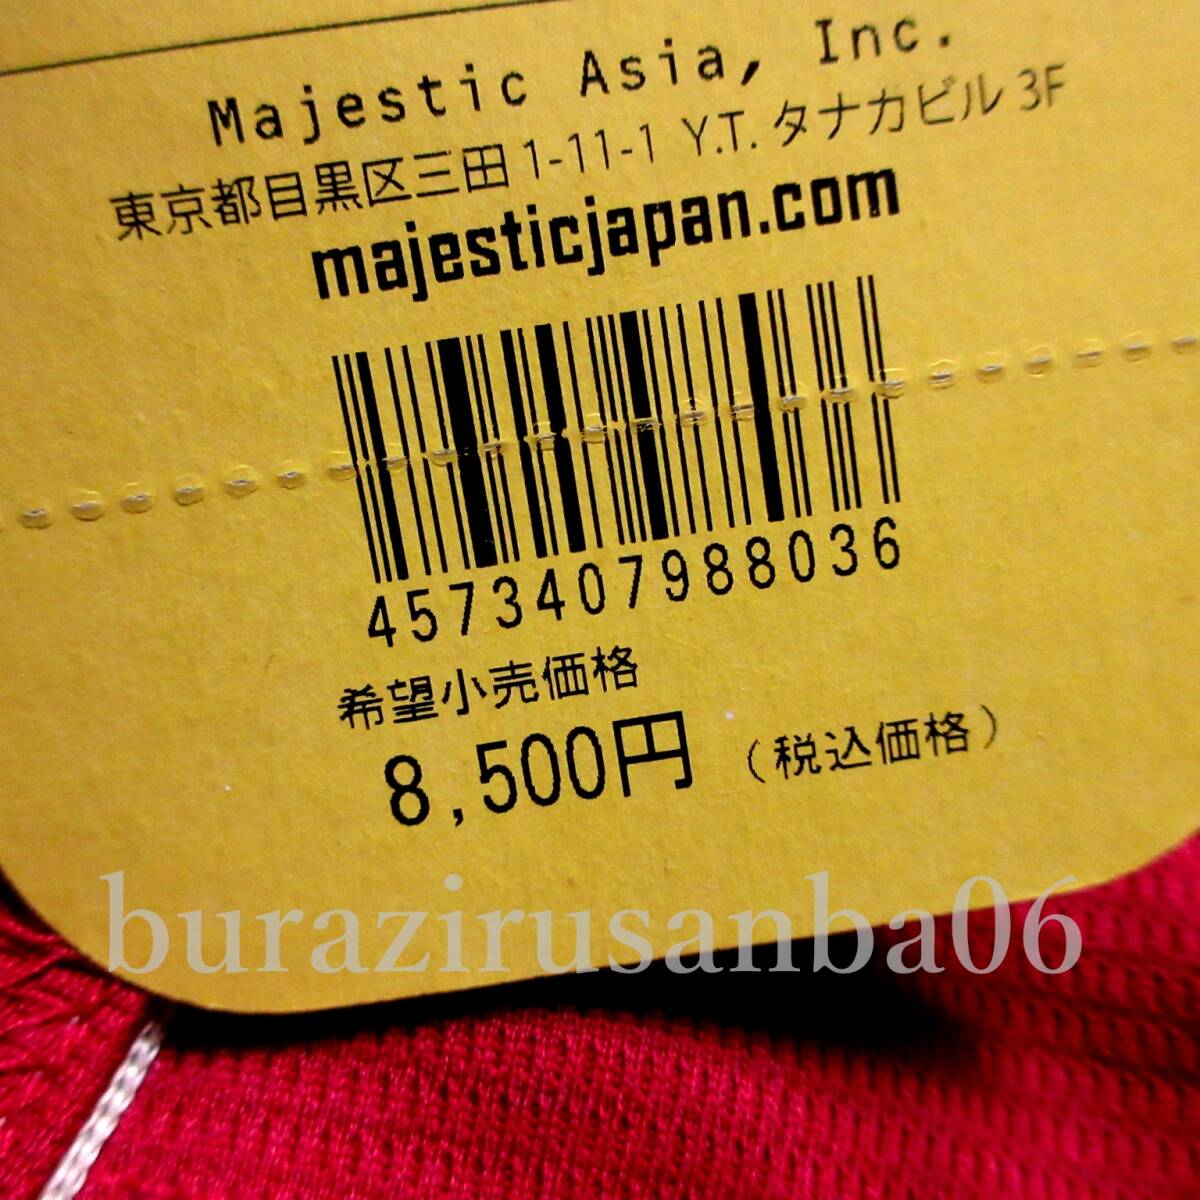 Majestic Asia, Inc.
東京都目黒区三田1-11-1 Y.T.タナカビル3F
majesticjapan.com
4573407988036
希望小売価格
8,500円 (税込価格)
burazirusanba06